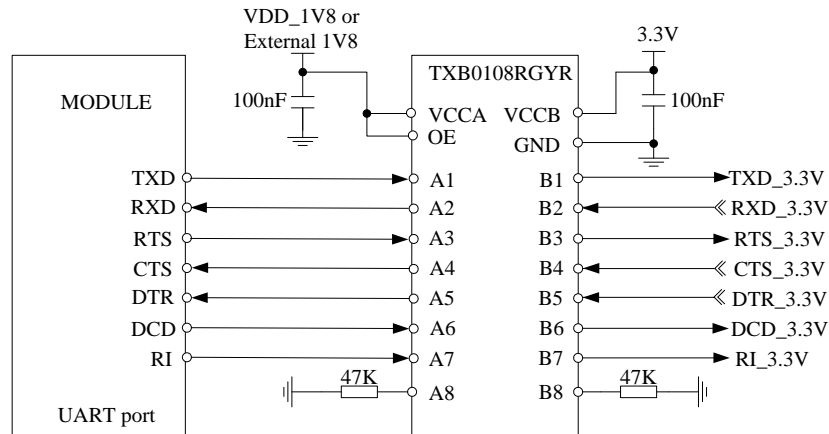 VDD_1V8 or
External 1V8
3.3V
TXB0108RGYR
MODULE
100nF
VCCA
VCCB
100nF
OE
GND
TXD
A1
B1
TXD_3.3V
RXD
A2
B2
RXD_3.3V
RTS
A3
B3
RTS_3.3V
CTS
A4
B4
CTS_3.3V
DTR
A5
B5
DTR_3.3V
DCD
A6
B6
DCD_3.3V
RI
A7
B7
RI_3.3V
47K
A8
B8
47K
UART port